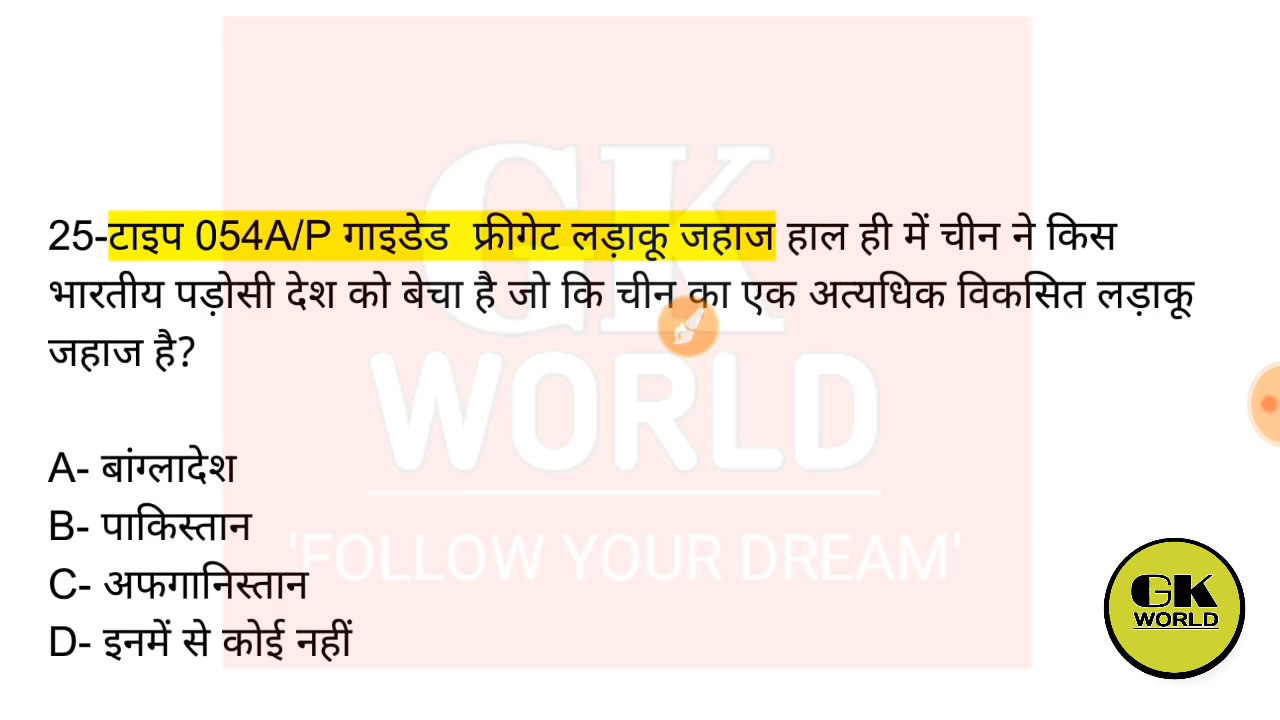 GK
WORLD
'FOLLOW YOUR DREAM'
25-टाइप 054A/P गाइडेड फ्रीगेट लड़ाकू जहाज हाल ही में चीन ने किस
भारतीय पड़ोसी देश को बेचा है जो कि चीन का एक अत्यधिक विकसित लड़ाकू
जहाज है?
A- बांग्लादेश
B- पाकिस्तान
C- अफगानिस्तान
D- इनमें से कोई नहीं
GK
WORLD